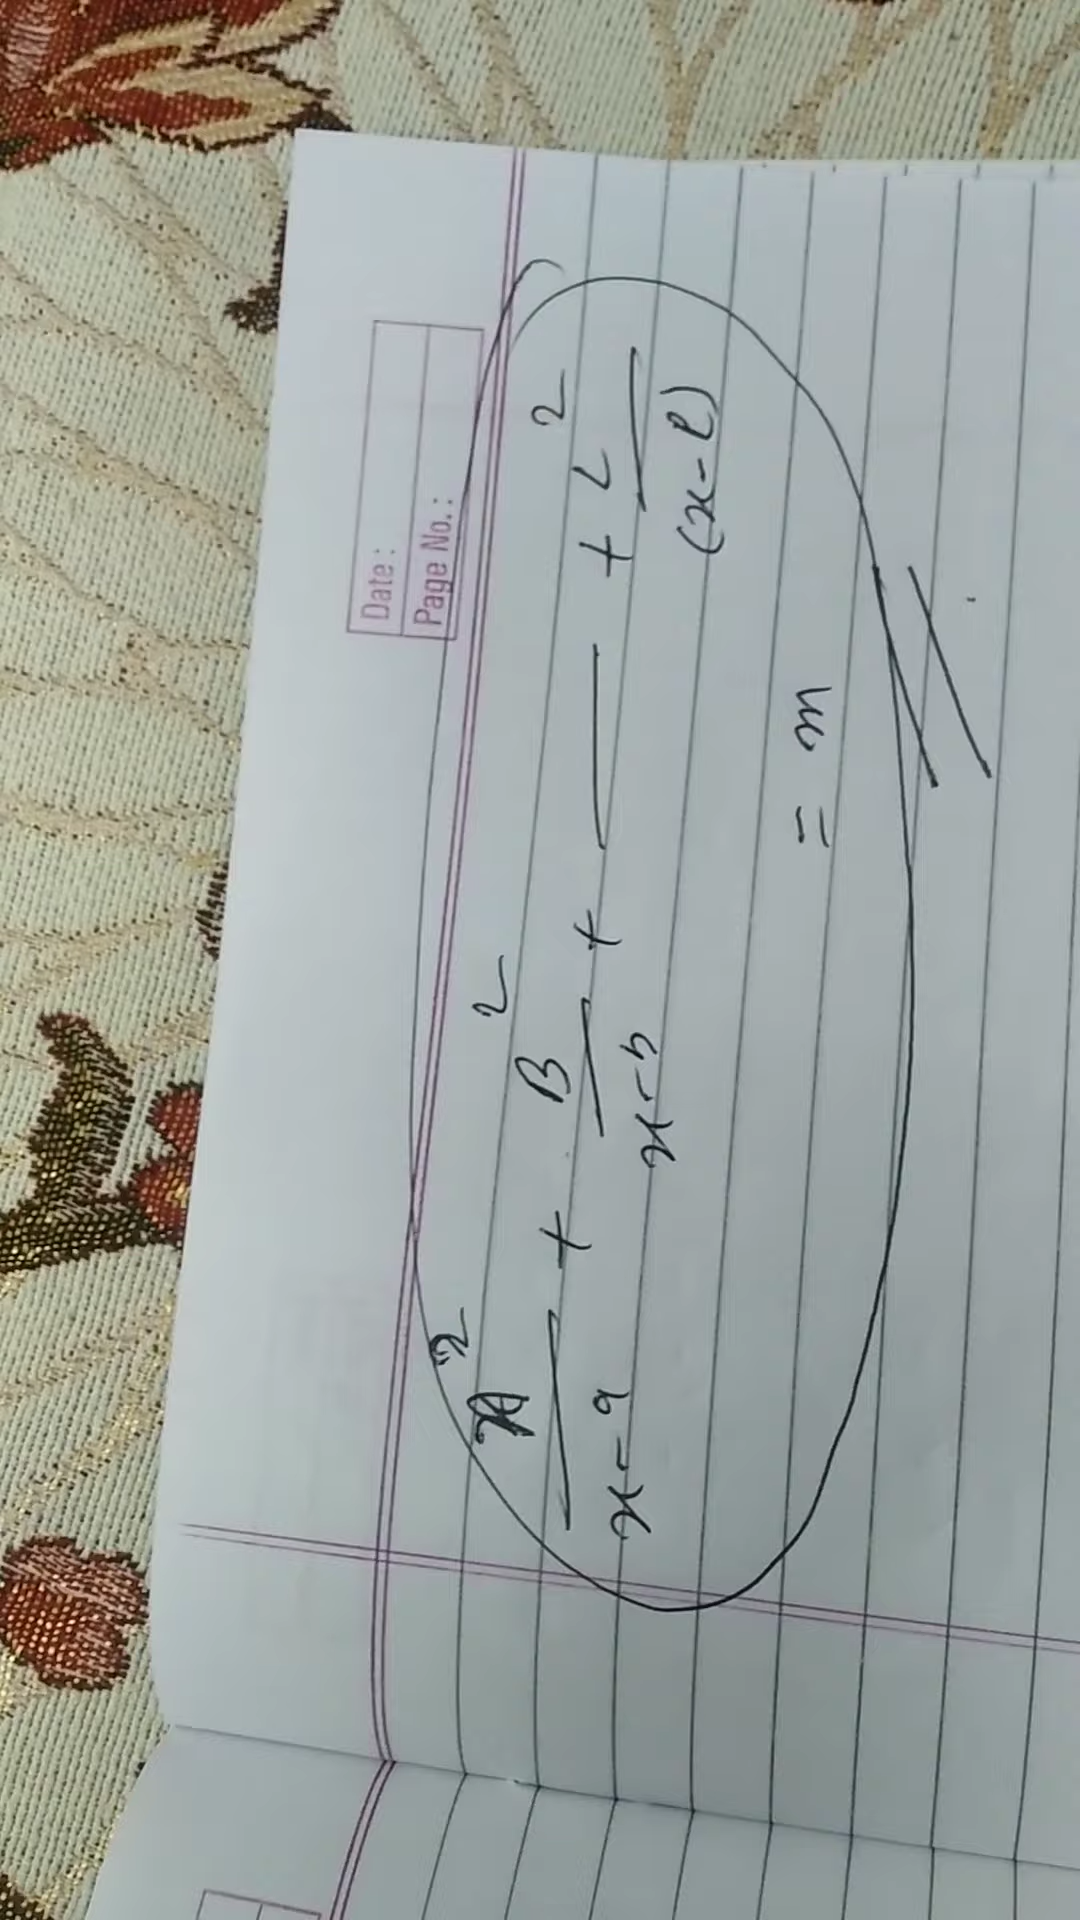 Date:
Page No.:
A² / x-a + B² / x-b + — + L² / (x-l)
= m